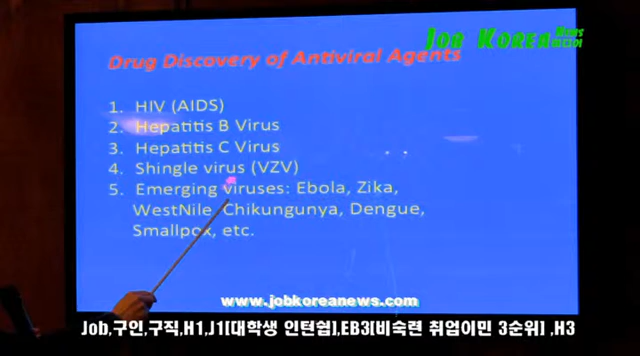 Job Korea News
미디어
Drug Discovery of Antiviral Agents
1. HIV (AIDS)
2. Hepatitis B Virus
3. Hepatitis C Virus
4. Shingle virus (VZV)
5. Emerging viruses: Ebola, Zika,
WestNile, Chikungunya, Dengue,
Smallpox, etc.
www.jobkoreanews.com
Job,구인,구직,H1,J1[대학생 인턴쉽],EB3[비숙련 취업이민 3순위] ,H3